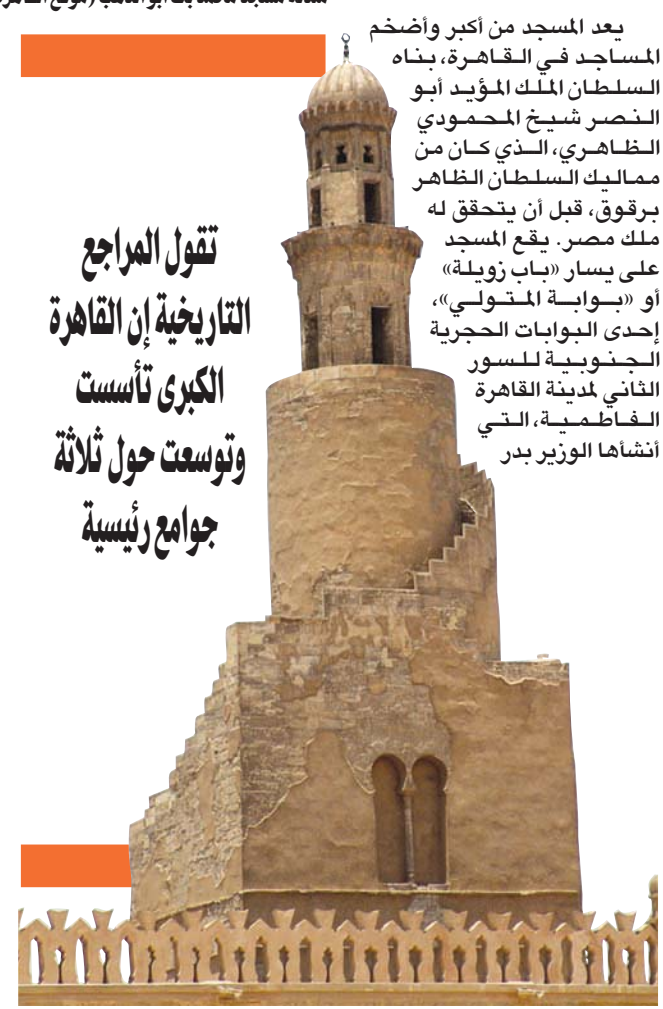 يعد المسجد من أكبر وأضخم
المساجد في القاهرة، بناه
السلطان الملك المؤيد أبو
النصر شيخ المحمودي
الظاهري، الذي كان من
مماليك السلطان الظاهر
برقوق، قبل أن يتحقق له
ملك مصر. يقع المسجد
على يسار «باب زويلة»
أو «بوابة المتولي»،
إحدى البوابات الحجرية
الجنوبية للسور
الثاني لمدينة القاهرة
الفاطمية، التي
أنشأها الوزير بدر
تقول المراجع
التاريخية إن القاهرة
الكبرى تأسست
وتوسعت حول ثلاثة
جوامع رئيسية